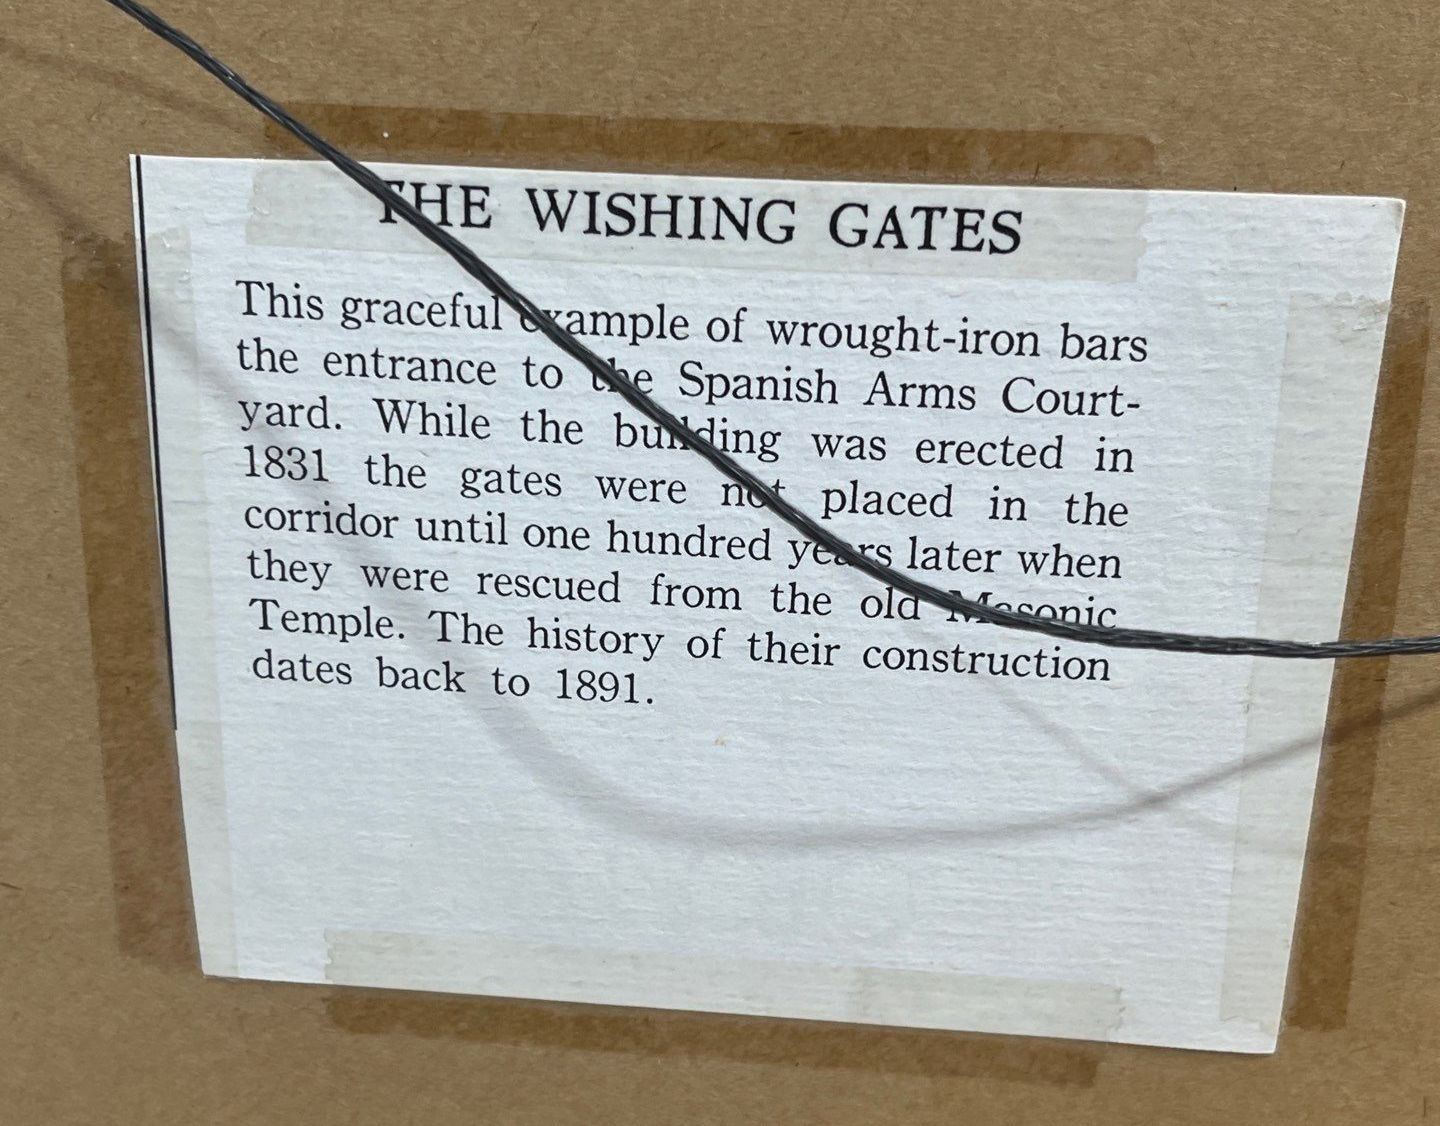 THE WISHING GATES
This graceful example of wrought-iron bars
the entrance to the Spanish Arms Court-
yard. While the building was erected in
1831 the gates were not placed in the
corridor until one hundred years later when
they were rescued from the old Masonic
Temple. The history of their construction
dates back to 1891.